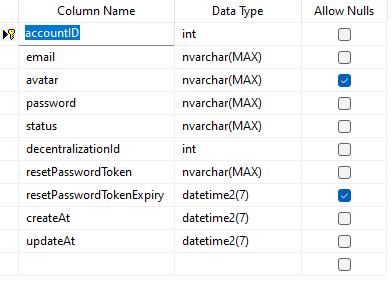 Column Name Data Type Allow Nulls
accountID int
email nvarchar(MAX)
avatar nvarchar(MAX)
password nvarchar(MAX)
status nvarchar(MAX)
decentralizationId int
resetPasswordToken nvarchar(MAX)
resetPasswordTokenExpiry datetime2(7)
createAt datetime2(7)
updateAt datetime2(7)